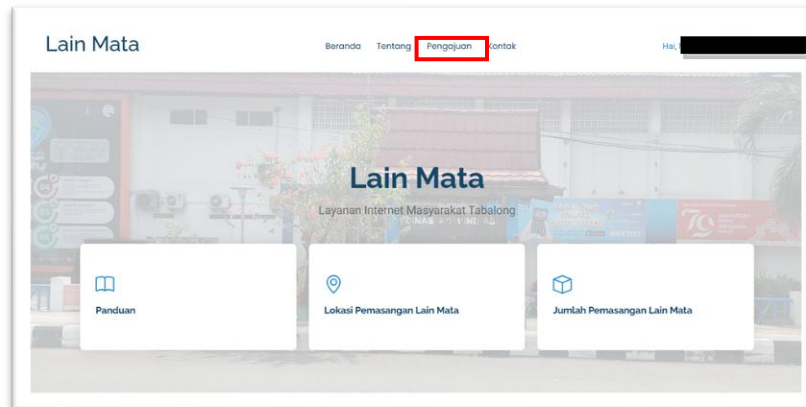 Lain Mata
Beranda Tentang Pengajuan Kontak
Hai,
Lain Mata
Layanan Internet Masyarakat Tabalong
Panduan
Lokasi Pemasangan Lain Mata
Jumlah Pemasangan Lain Mata